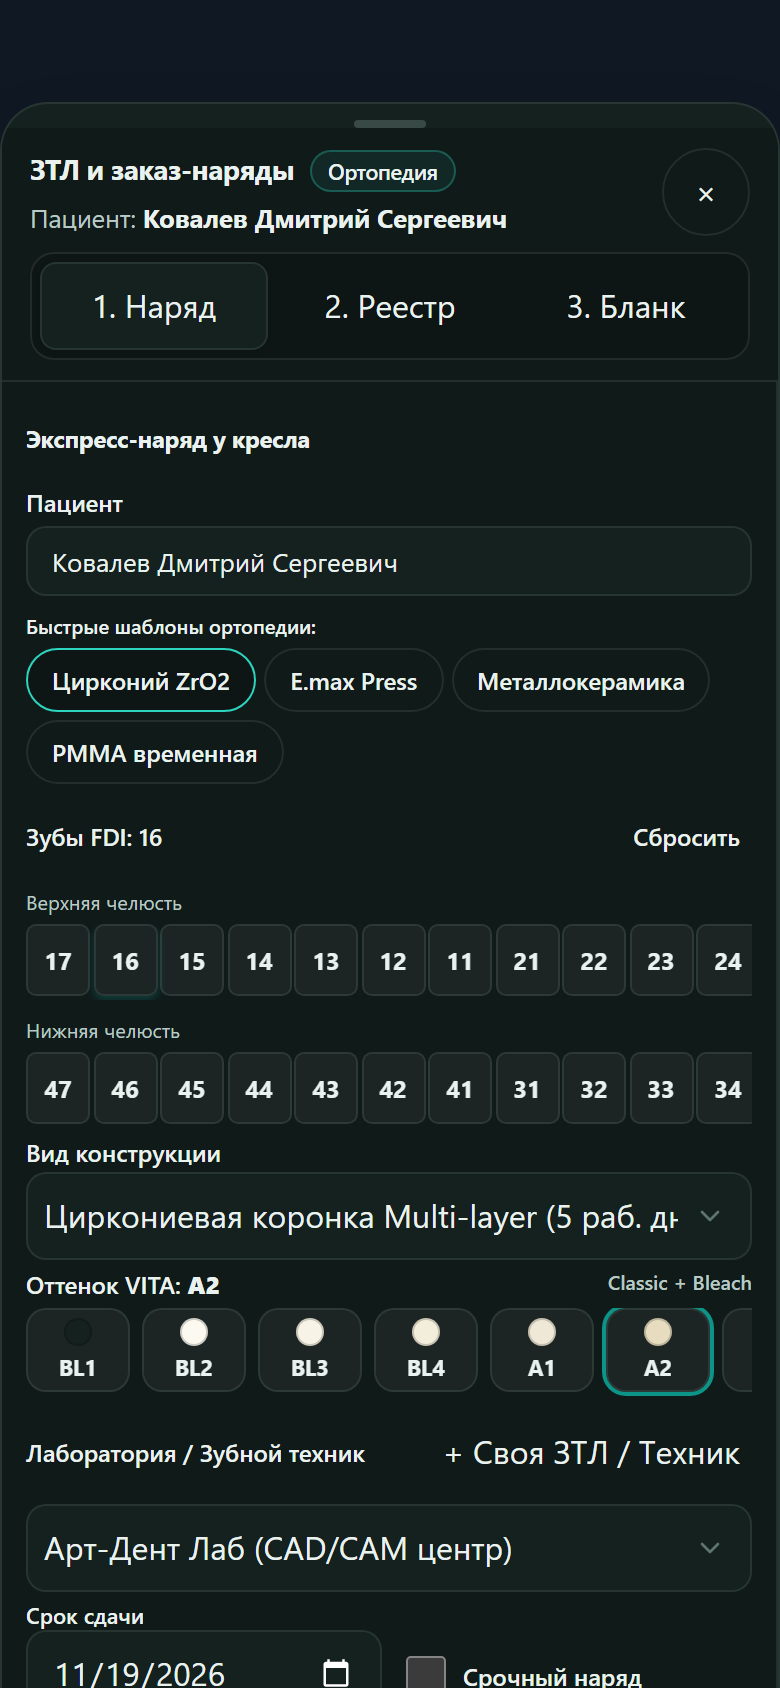 ЗТЛ и заказ-наряды Ортопедия
Пациент: Ковалев Дмитрий Сергеевич
×
1. Наряд 2. Реестр 3. Бланк
Экспресс-наряд у кресла
Пациент
Ковалев Дмитрий Сергеевич
Быстрые шаблоны ортопедии:
Цирконий ZrO2 E.max Press Металлокерамика
PMMA временная
Зубы FDI: 16 Сбросить
Верхняя челюсть
17 16 15 14 13 12 11 21 22 23 24
Нижняя челюсть
47 46 45 44 43 42 41 31 32 33 34
Вид конструкции
Циркониевая коронка Multi-layer (5 раб. дн
Оттенок VITA: A2 Classic + Bleach
BL1 BL2 BL3 BL4 A1 A2
Лаборатория / Зубной техник + Своя ЗТЛ / Техник
Арт-Дент Лаб (CAD/CAM центр)
Срок сдачи
11/19/2026 Срочный наряд